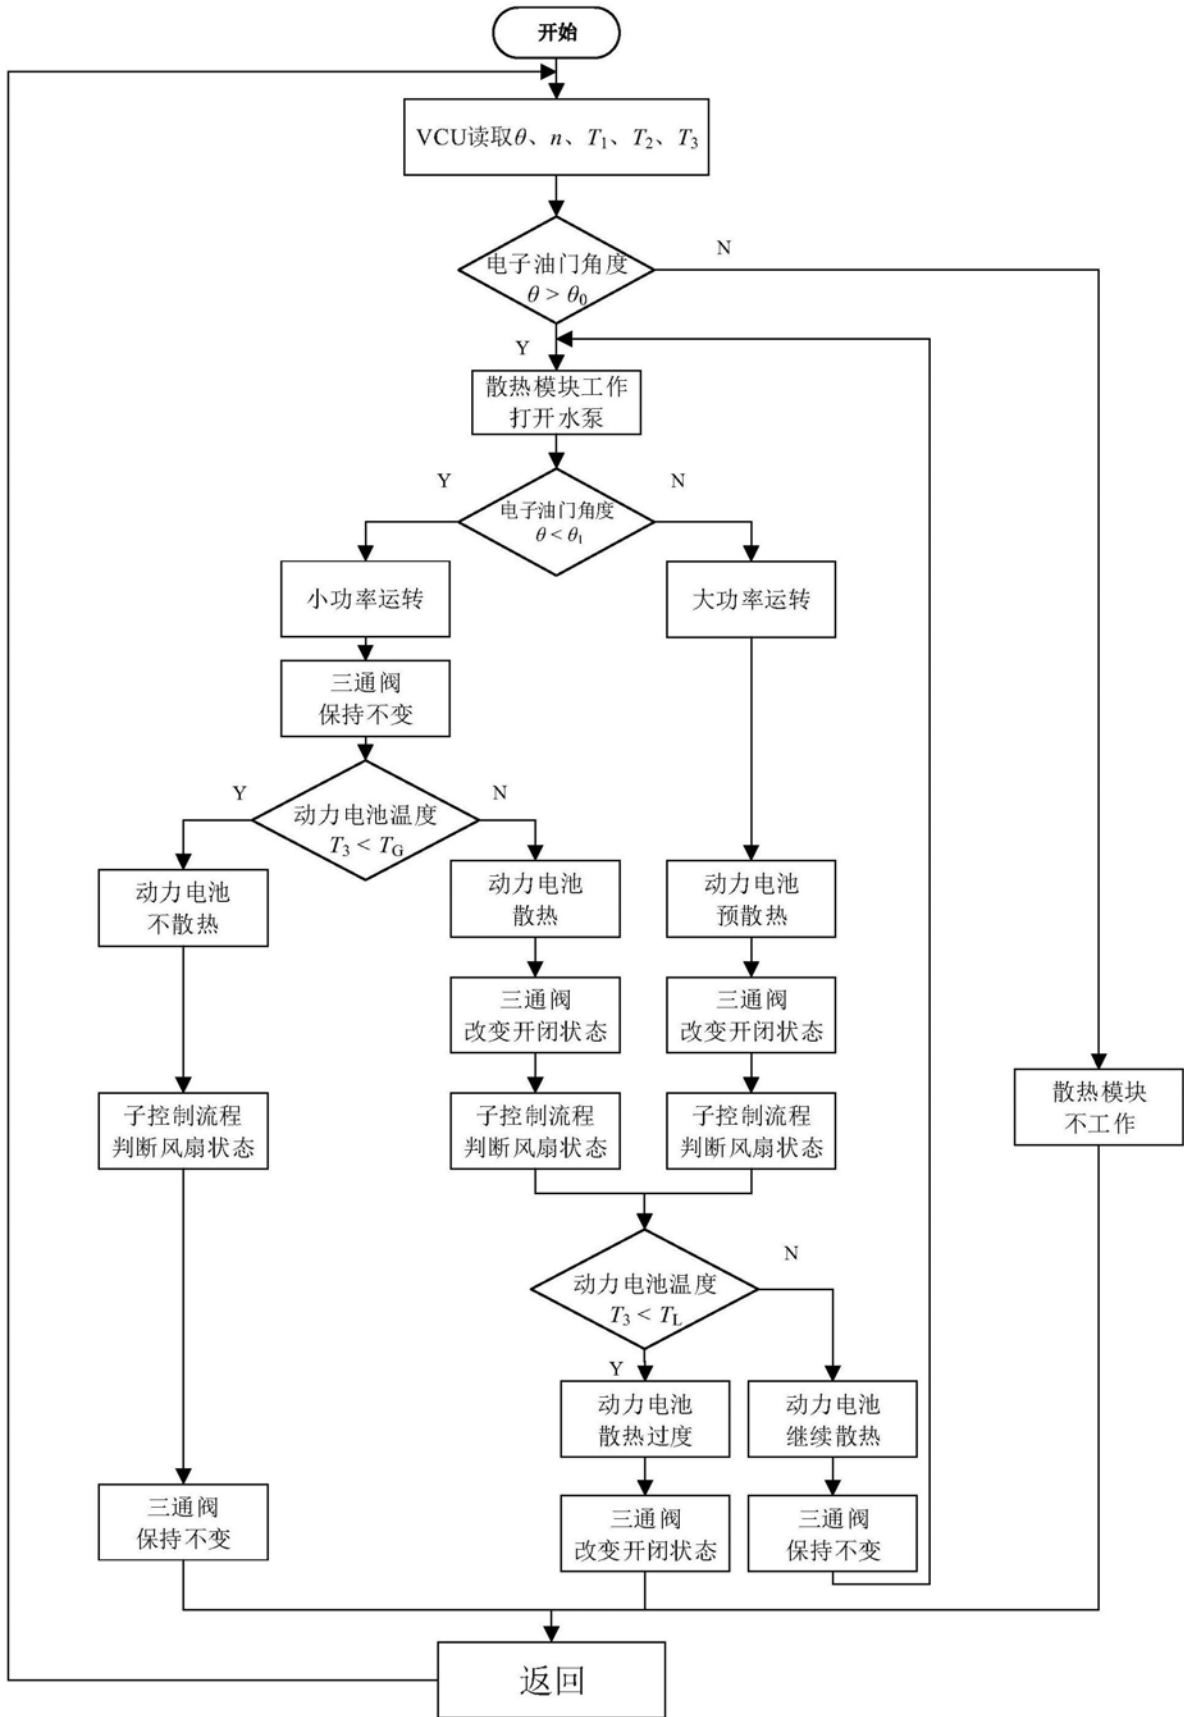 开始
VCU读取θ、n、T₁、T₂、T₃
电子油门角度
θ > θ₀
N
Y
散热模块工作
打开水泵
Y
N
电子油门角度
θ < θ₁
小功率运转
大功率运转
三通阀
保持不变
Y
N
动力电池温度
T₃ < T_G
动力电池
不散热
动力电池
散热
动力电池
预散热
三通阀
改变开闭状态
三通阀
改变开闭状态
子控制流程
判断风扇状态
子控制流程
判断风扇状态
子控制流程
判断风扇状态
散热模块
不工作
N
动力电池温度
T₃ < T_L
Y
动力电池
散热过度
动力电池
继续散热
三通阀
保持不变
三通阀
改变开闭状态
三通阀
保持不变
返回